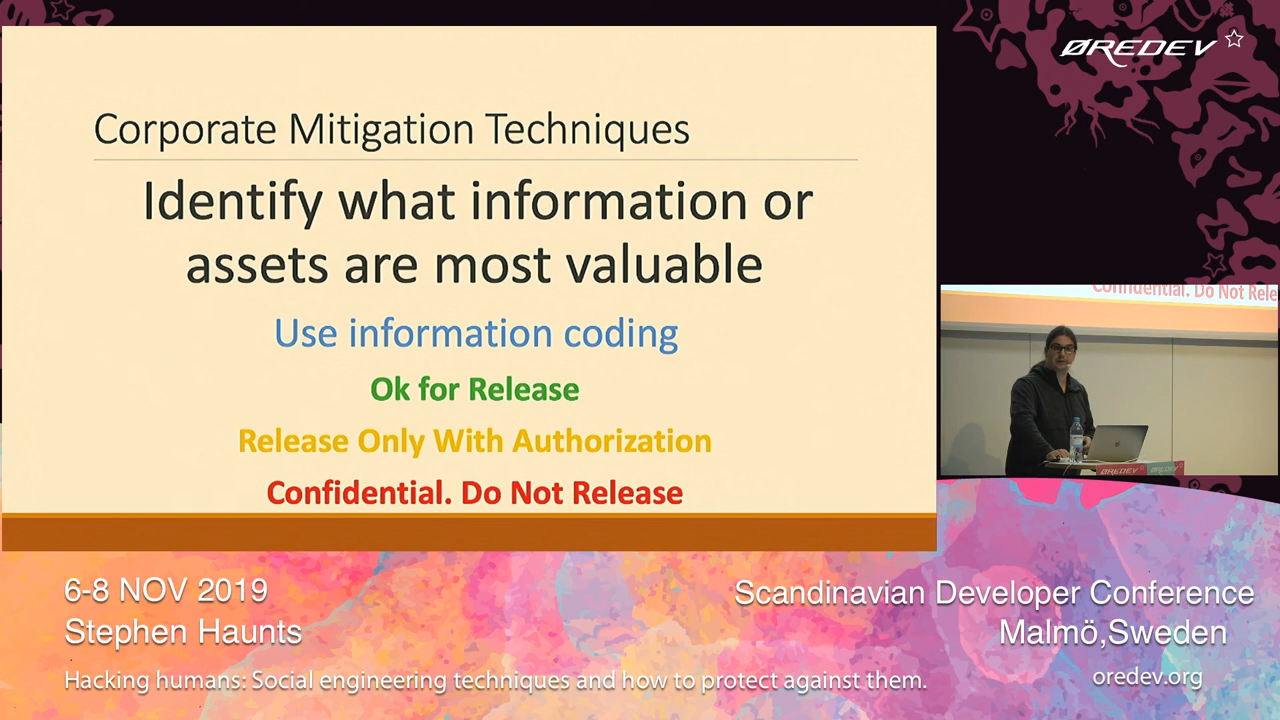 ØREDEV
Corporate Mitigation Techniques
Identify what information or
assets are most valuable
Use information coding
Ok for Release
Release Only With Authorization
Confidential. Do Not Release
Confidential. Do Not Rele
ØREDEV
6-8 NOV 2019
Stephen Haunts
Scandinavian Developer Conference
Malmö,Sweden
Hacking humans: Social engineering techniques and how to protect against them.
oredev.org